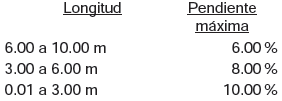 Longitud Pendiente
máxima
6.00 a 10.00 m 6.00 %
3.00 a 6.00 m 8.00 %
0.01 a 3.00 m 10.00 %